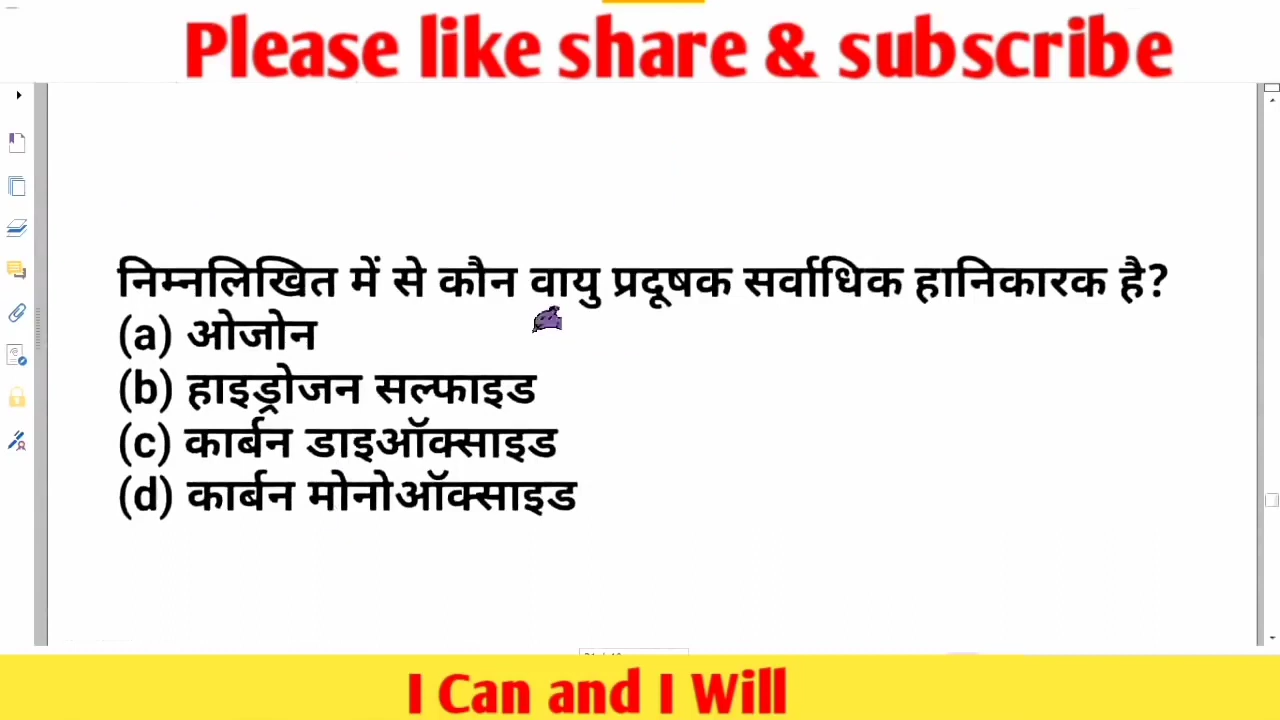 Please like share & subscribe
निम्नलिखित में से कौन वायु प्रदूषक सर्वाधिक हानिकारक है?
(a) ओजोन
(b) हाइड्रोजन सल्फाइड
(c) कार्बन डाइऑक्साइड
(d) कार्बन मोनोऑक्साइड
I Can and I Will